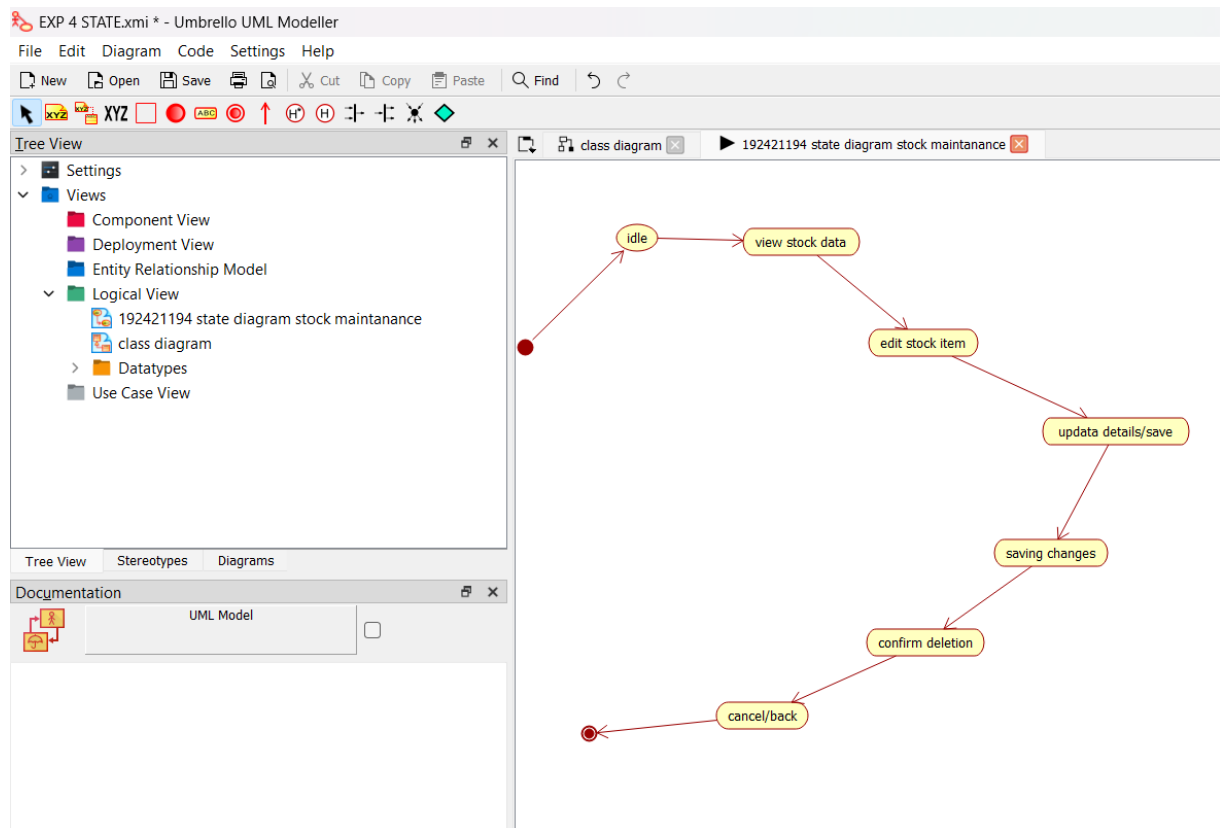 EXP 4 STATE.xmi * - Umbrello UML Modeller
File Edit Diagram Code Settings Help
New Open Save Cut Copy Paste Find
XYZ XYZ XYZ ABC H* H
Tree View
class diagram
192421194 state diagram stock maintanance
Settings
Views
Component View
Deployment View
Entity Relationship Model
Logical View
192421194 state diagram stock maintanance
class diagram
Datatypes
Use Case View
Tree View Stereotypes Diagrams
Documentation
UML Model
idle
view stock data
edit stock item
updata details/save
saving changes
confirm deletion
cancel/back